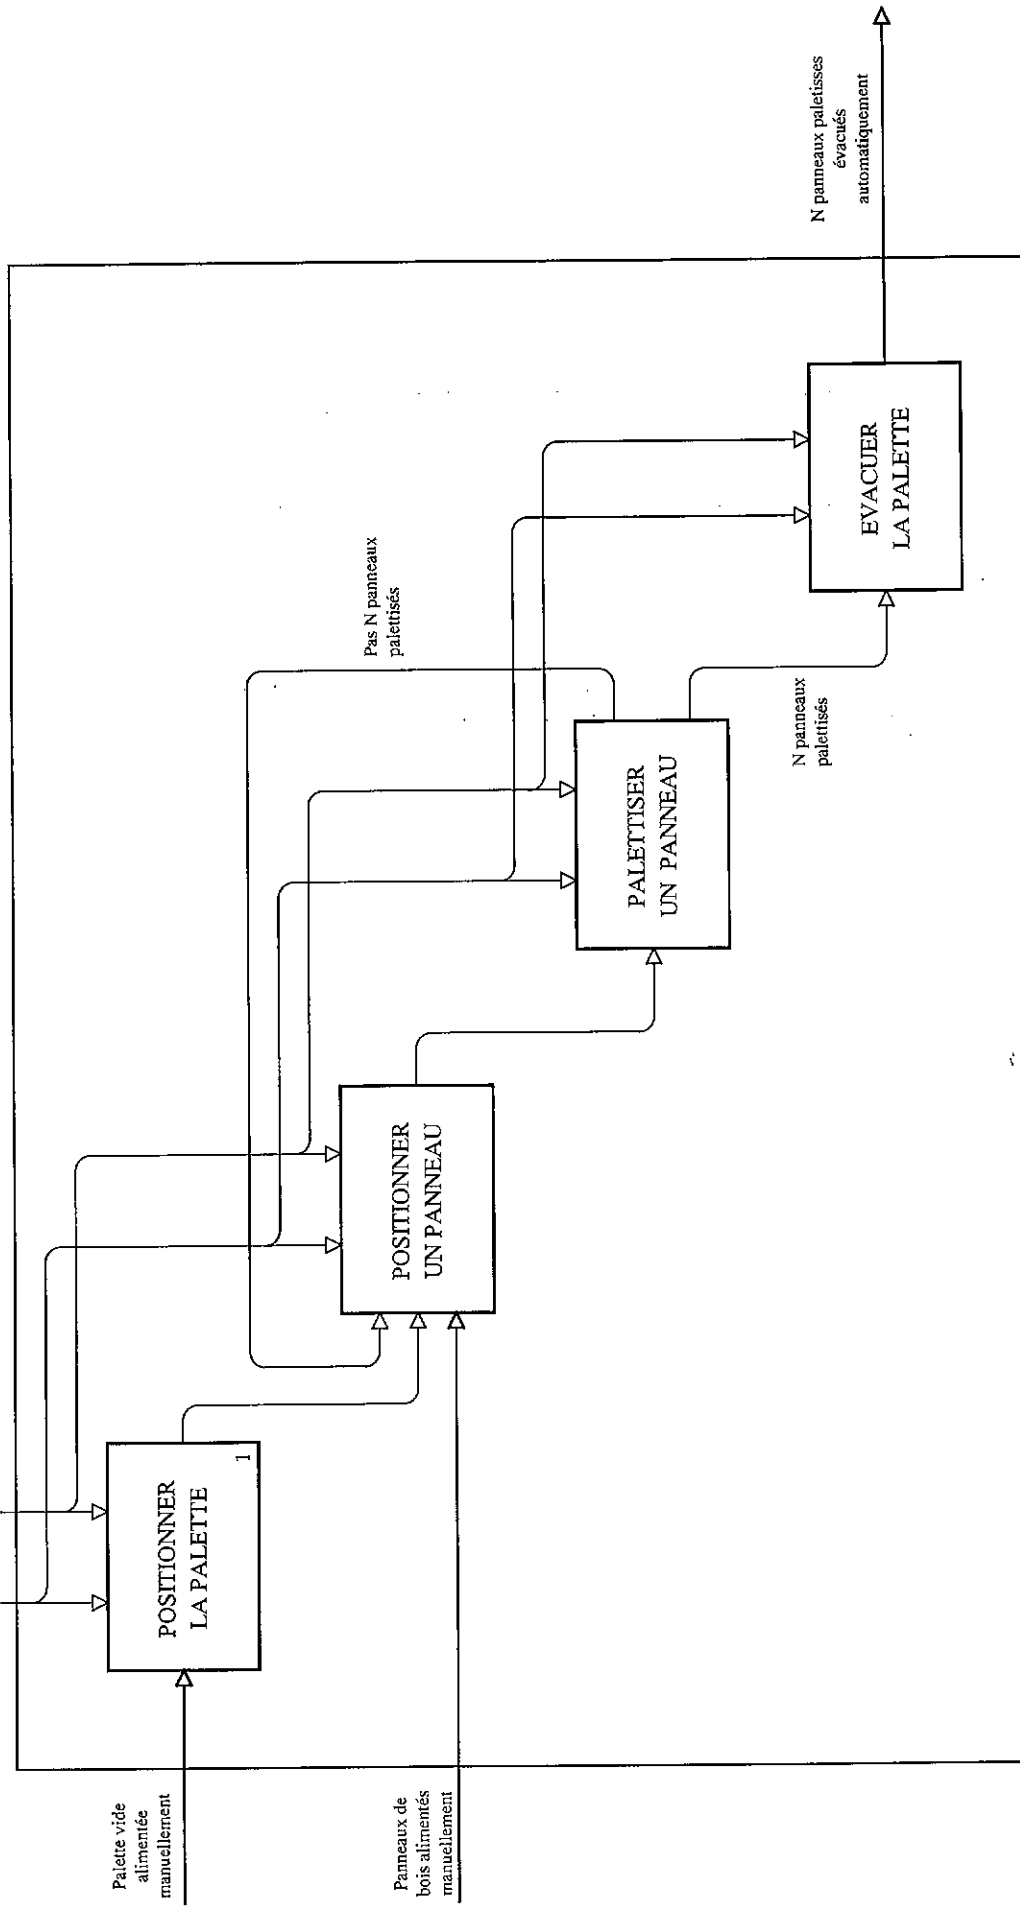 Palette vide
alimentée
manuellement
Panneaux de
bois alimentés
manuellement
POSITIONNER
LA PALETTE
1
POSITIONNER
UN PANNEAU
PALETTISER
UN PANNEAU
Pas N panneaux
palettisés
N panneaux
palettisés
EVACUER
LA PALETTE
N panneaux paletisses
évacués
automatiquement